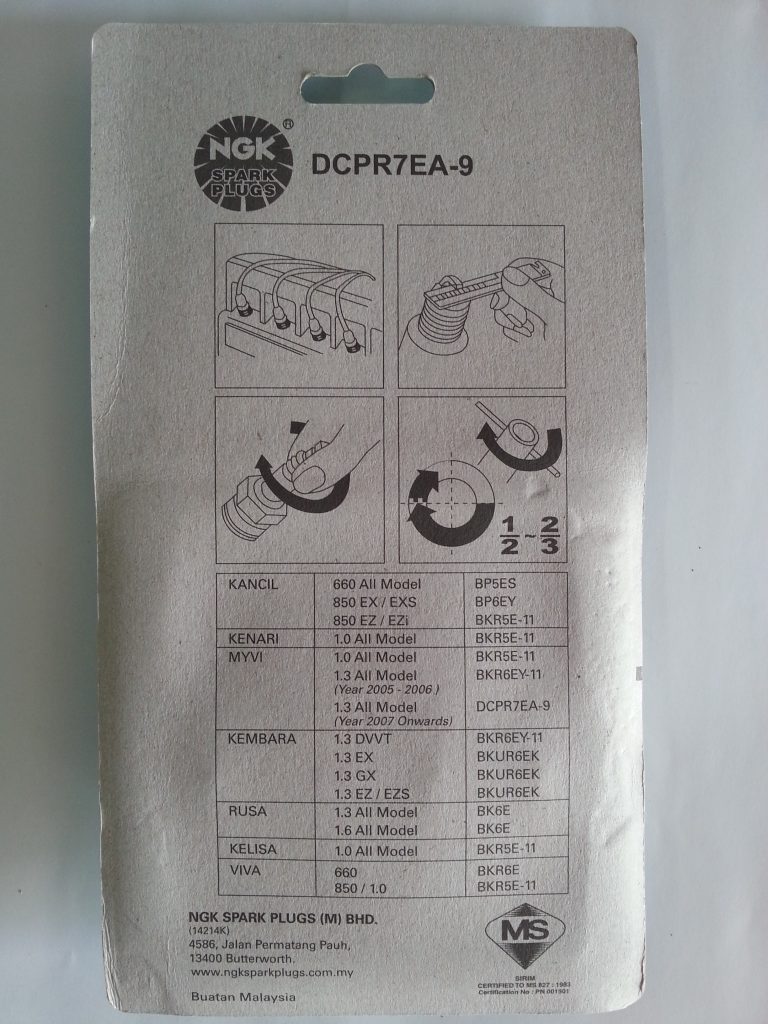 NGK ®
SPARK
PLUGS
DCPR7EA-9
1/2 ~ 2/3
KANCIL 660 All Model BP5ES
850 EX / EXS BP6EY
850 EZ / EZi BKR5E-11
KENARI 1.0 All Model BKR5E-11
MYVI 1.0 All Model BKR5E-11
1.3 All Model BKR6EY-11
(Year 2005 - 2006 )
1.3 All Model DCPR7EA-9
(Year 2007 Onwards)
KEMBARA 1.3 DVVT BKR6EY-11
1.3 EX BKUR6EK
1.3 GX BKUR6EK
1.3 EZ / EZS BKUR6EK
RUSA 1.3 All Model BK6E
1.6 All Model BK6E
KELISA 1.0 All Model BKR5E-11
VIVA 660 BKR6E
850 / 1.0 BKR5E-11
NGK SPARK PLUGS (M) BHD.
(14214K)
4586, Jalan Permatang Pauh,
13400 Butterworth.
www.ngksparkplugs.com.my
Buatan Malaysia
MS
SIRIM
CERTIFIED TO MS 827 : 1983
Certification No : PN 001501